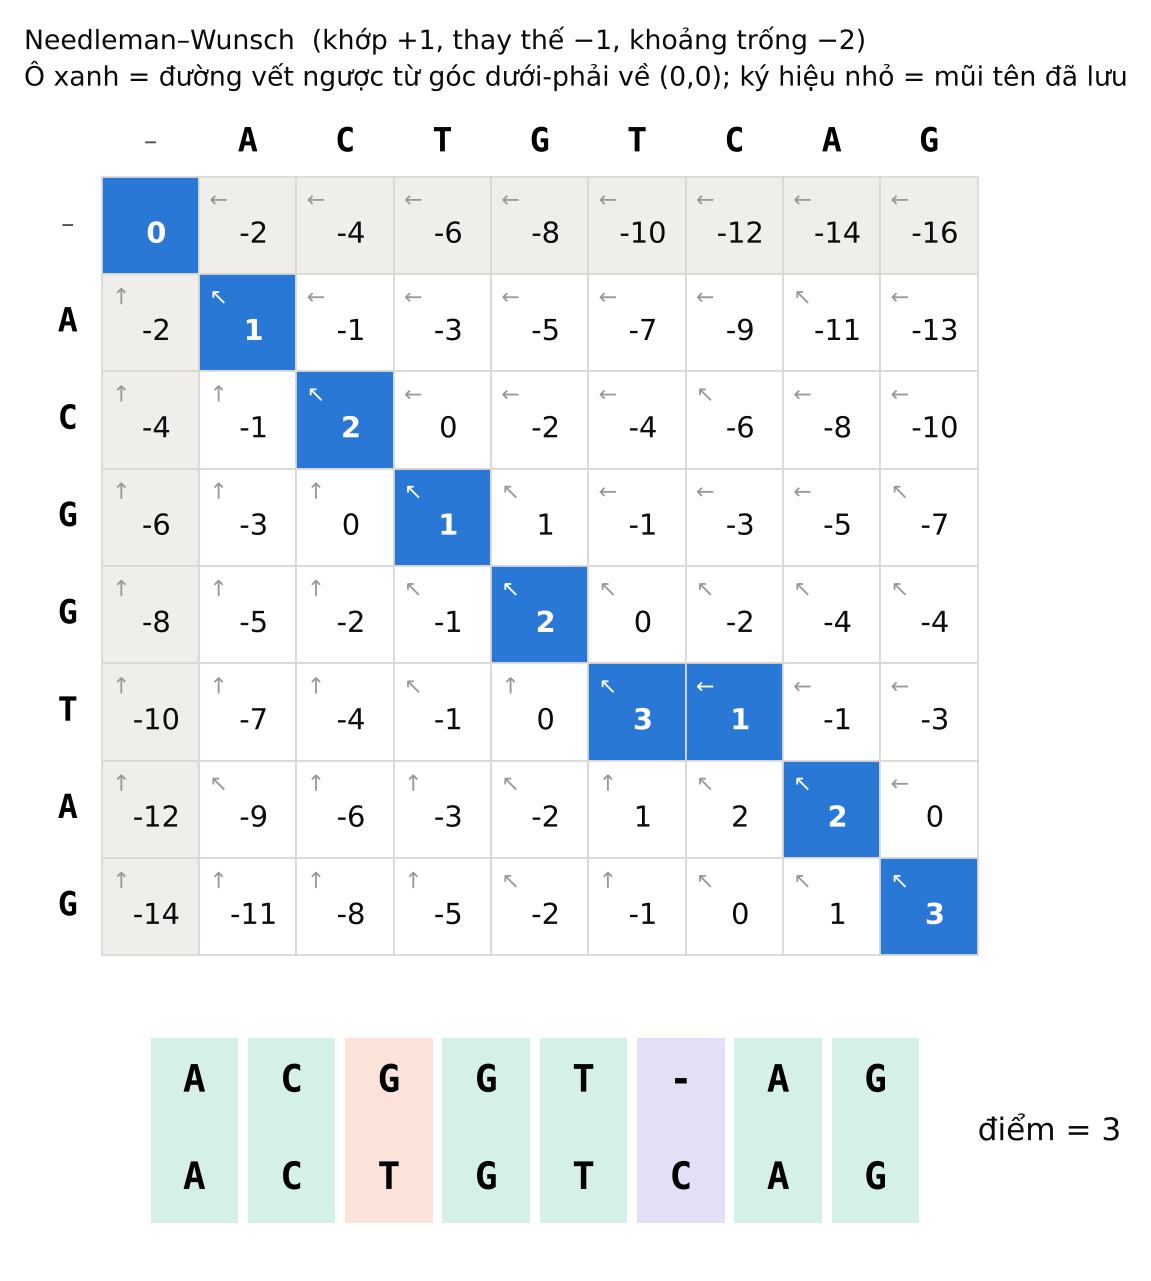 Needleman–Wunsch  (khớp +1, thay thế −1, khoảng trống −2)
Ô xanh = đường vết ngược từ góc dưới-phải về (0,0); ký hiệu nhỏ = mũi tên đã lưu
– A C T G T C A G
– 0 ← -2 ← -4 ← -6 ← -8 ← -10 ← -12 ← -14 ← -16
A ↑ -2 ↖ 1 ← -1 ← -3 ← -5 ← -7 ← -9 ↖ -11 ← -13
C ↑ -4 ↑ -1 ↖ 2 ← 0 ← -2 ← -4 ↖ -6 ← -8 ← -10
G ↑ -6 ↑ -3 ↑ 0 ↖ 1 ↖ 1 ← -1 ← -3 ← -5 ↖ -7
G ↑ -8 ↑ -5 ↑ -2 ↖ -1 ↖ 2 ↖ 0 ↖ -2 ↖ -4 ↖ -4
T ↑ -10 ↑ -7 ↑ -4 ↖ -1 ↑ 0 ↖ 3 ← 1 ← -1 ← -3
A ↑ -12 ↖ -9 ↑ -6 ↑ -3 ↖ -2 ↑ 1 ↖ 2 ↖ 2 ← 0
G ↑ -14 ↑ -11 ↑ -8 ↑ -5 ↖ -2 ↑ -1 ↖ 0 ↖ 1 ↖ 3
A C G G T - A G
điểm = 3
A C T G T C A G